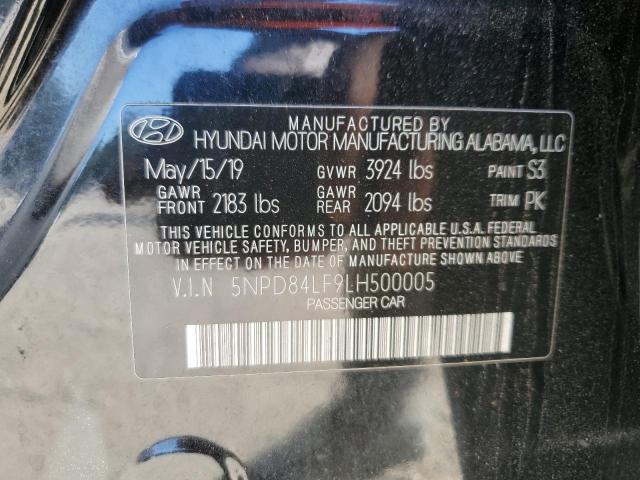 MANUFACTURED BY
HYUNDAI MOTOR MANUFACTURING ALABAMA, LLC
May/15/19 GVWR 3924 lbs PAINT S3
GAWR FRONT 2183 lbs GAWR REAR 2094 lbs TRIM PK
THIS VEHICLE CONFORMS TO ALL APPLICABLE U.S.A. FEDERAL
MOTOR VEHICLE SAFETY, BUMPER, AND THEFT PREVENTION STANDARDS
IN EFFECT ON THE DATE OF MANUFACTURE SHOWN ABOVE.
V.I.N 5NPD84LF9LH500005
PASSENGER CAR